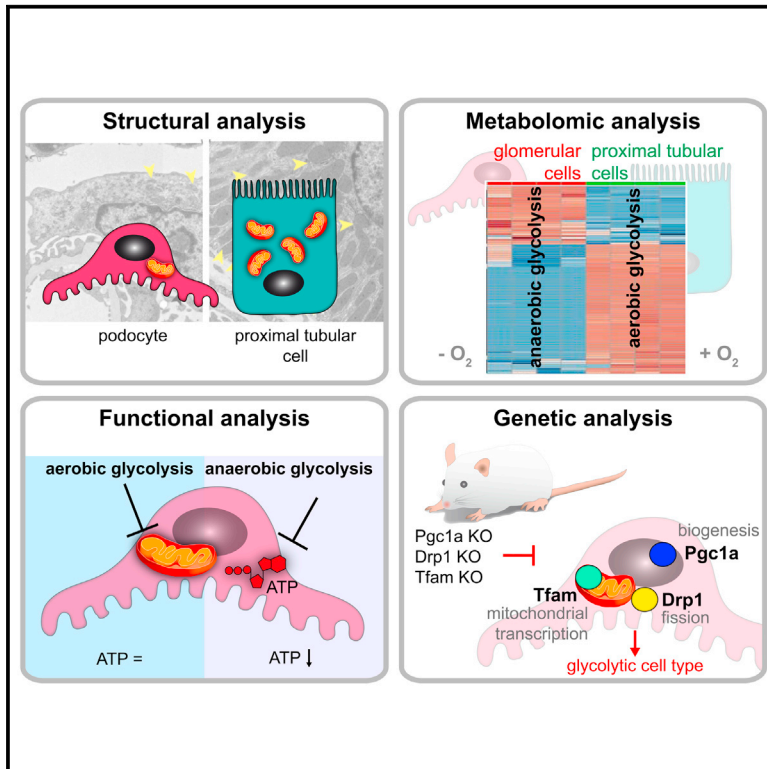 Structural analysis
podocyte
proximal tubular
cell
Metabolomic analysis
glomerular
cells
proximal tubular
cells
anaerobic glycolysis
aerobic glycolysis
- O₂
+ O₂
Functional analysis
aerobic glycolysis
anaerobic glycolysis
ATP
ATP =
ATP ↓
Genetic analysis
Pgc1a KO
Drp1 KO
Tfam KO
biogenesis
Pgc1a
Tfam
mitochondrial
transcription
Drp1
fission
glycolytic cell type